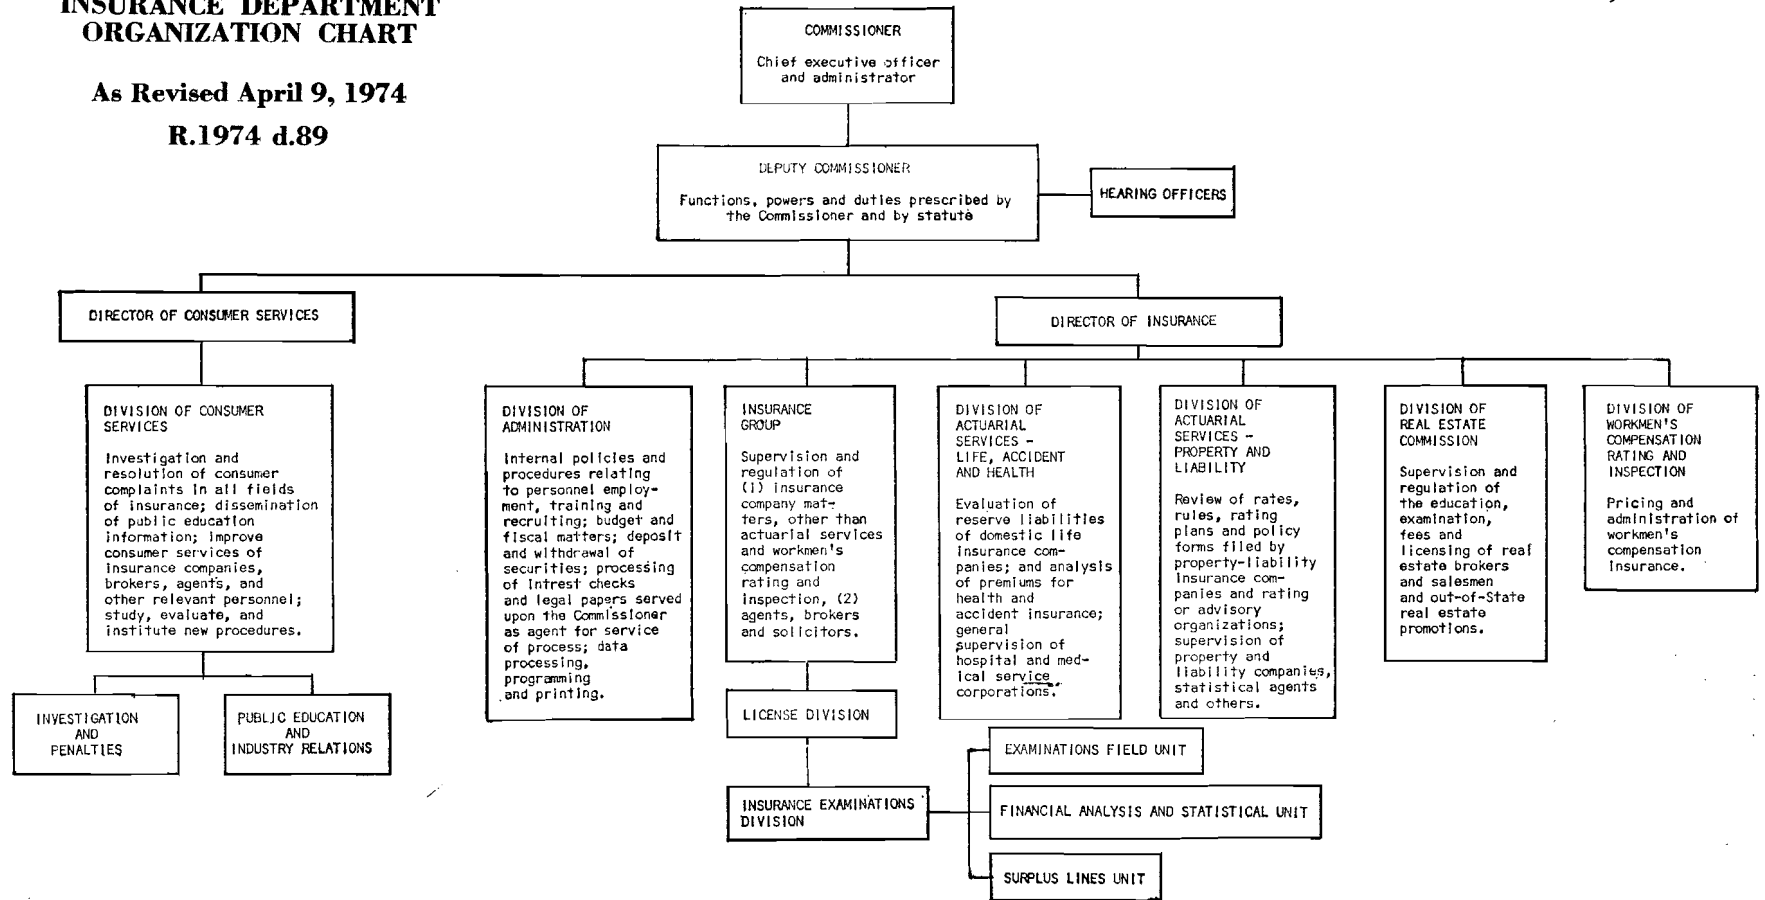 INSURANCE DEPARTMENT
ORGANIZATION CHART
As Revised April 9, 1974
R.1974 d.89
COMMISSIONER
Chief executive officer
and administrator
DEPUTY COMMISSIONER
Functions, powers and duties prescribed by
the Commissioner and by statute
HEARING OFFICERS
DIRECTOR OF CONSUMER SERVICES
DIRECTOR OF INSURANCE
DIVISION OF CONSUMER
SERVICES
Investigation and
resolution of consumer
complaints in all fields
of insurance; dissemination
of public education
information; improve
consumer services of
insurance companies,
brokers, agents, and
other relevant personnel;
study, evaluate, and
institute new procedures.
INVESTIGATION
AND
PENALTIES
PUBLIC EDUCATION
AND
INDUSTRY RELATIONS
DIVISION OF
ADMINISTRATION
Internal policies and
procedures relating
to personnel employ-
ment, training and
recruiting; budget and
fiscal matters; deposit
and withdrawal of
securities; processing
of intrest checks
and legal papers served
upon the Commissioner
as agent for service
of process; data
processing,
programming
and printing.
INSURANCE
GROUP
Supervision and
regulation of
(1) insurance
company mat-
ters, other than
actuarial services
and workmen's
compensation
rating and
inspection, (2)
agents, brokers
and solicitors.
LICENSE DIVISION
INSURANCE EXAMINATIONS
DIVISION
EXAMINATIONS FIELD UNIT
FINANCIAL ANALYSIS AND STATISTICAL UNIT
SURPLUS LINES UNIT
DIVISION OF
ACTUARIAL
SERVICES -
LIFE, ACCIDENT
AND HEALTH
Evaluation of
reserve liabilities
of domestic life
insurance com-
panies; and analysis
of premiums for
health and
accident insurance;
general
supervision of
hospital and med-
ical service
corporations.
DIVISION OF
ACTUARIAL
SERVICES -
PROPERTY AND
LIABILITY
Review of rates,
rules, rating
plans and policy
forms filed by
property-liability
insurance com-
panies and rating
or advisory
organizations;
supervision of
property and
liability companies,
statistical agents
and others.
DIVISION OF
REAL ESTATE
COMMISSION
Supervision and
regulation of
the education,
examination,
fees and
licensing of real
estate brokers
and salesmen
and out-of-State
real estate
promotions.
DIVISION OF
WORKMEN'S
COMPENSATION
RATING AND
INSPECTION
Pricing and
administration of
workmen's
compensation
insurance.